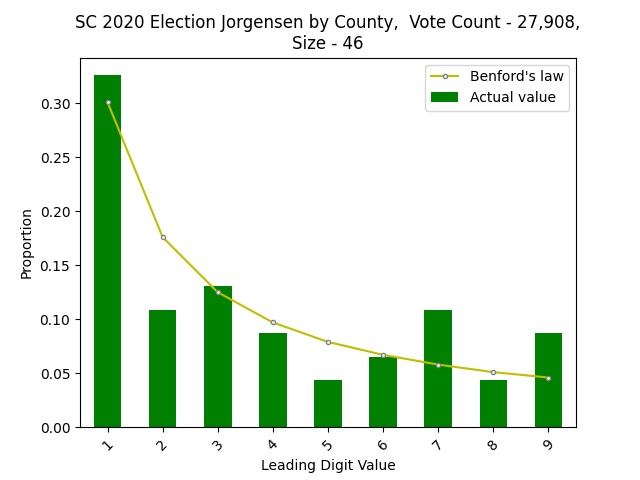 SC 2020 Election Jorgensen by County,  Vote Count - 27,908,
Size - 46
Benford's law
Actual value
0.30
0.25
0.20
0.15
0.10
0.05
0.00
Proportion
1 2 3 4 5 6 7 8 9
Leading Digit Value